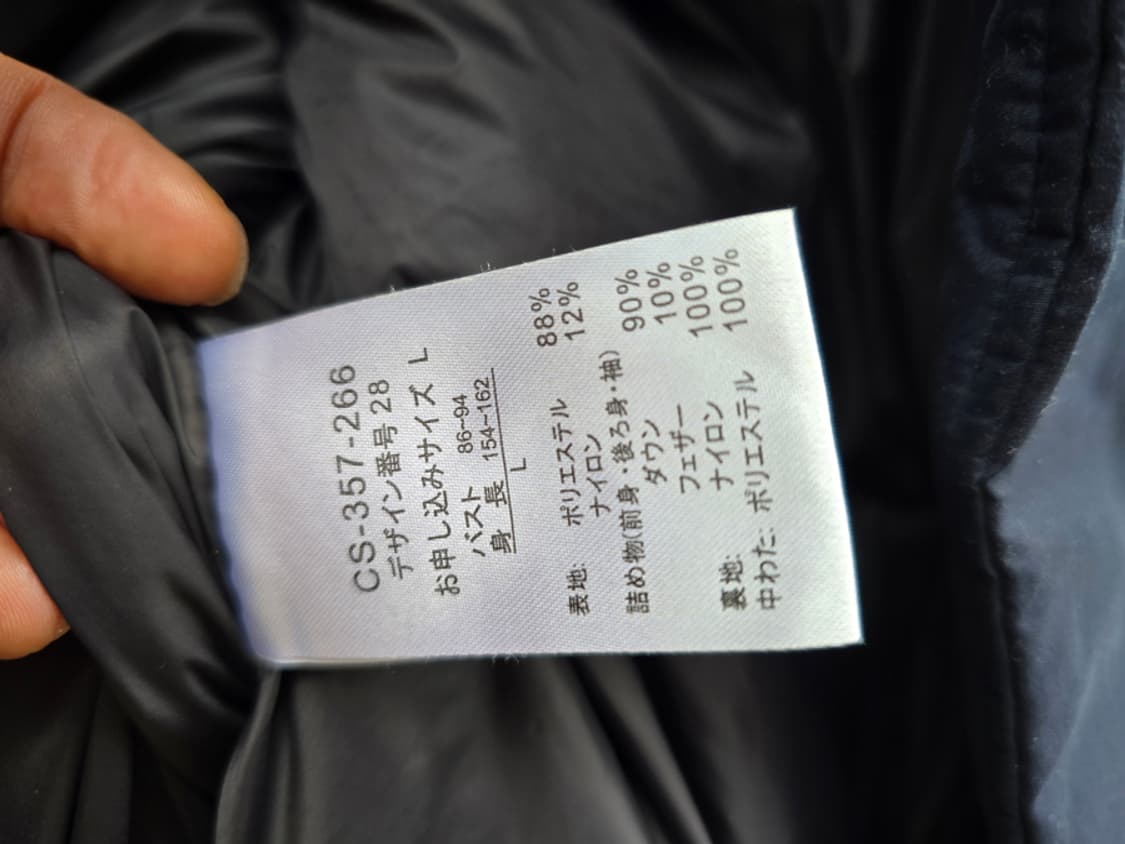 CS-357-266
デザイン番号 28
お申し込みサイズ L
バスト 86~94
身 長 154~162
L
表地: ポリエステル 88%
ナイロン 12%
詰め物(前身・後ろ身・袖)
ダウン 90%
フェザー 10%
裏地: ナイロン 100%
中わた: ポリエステル 100%